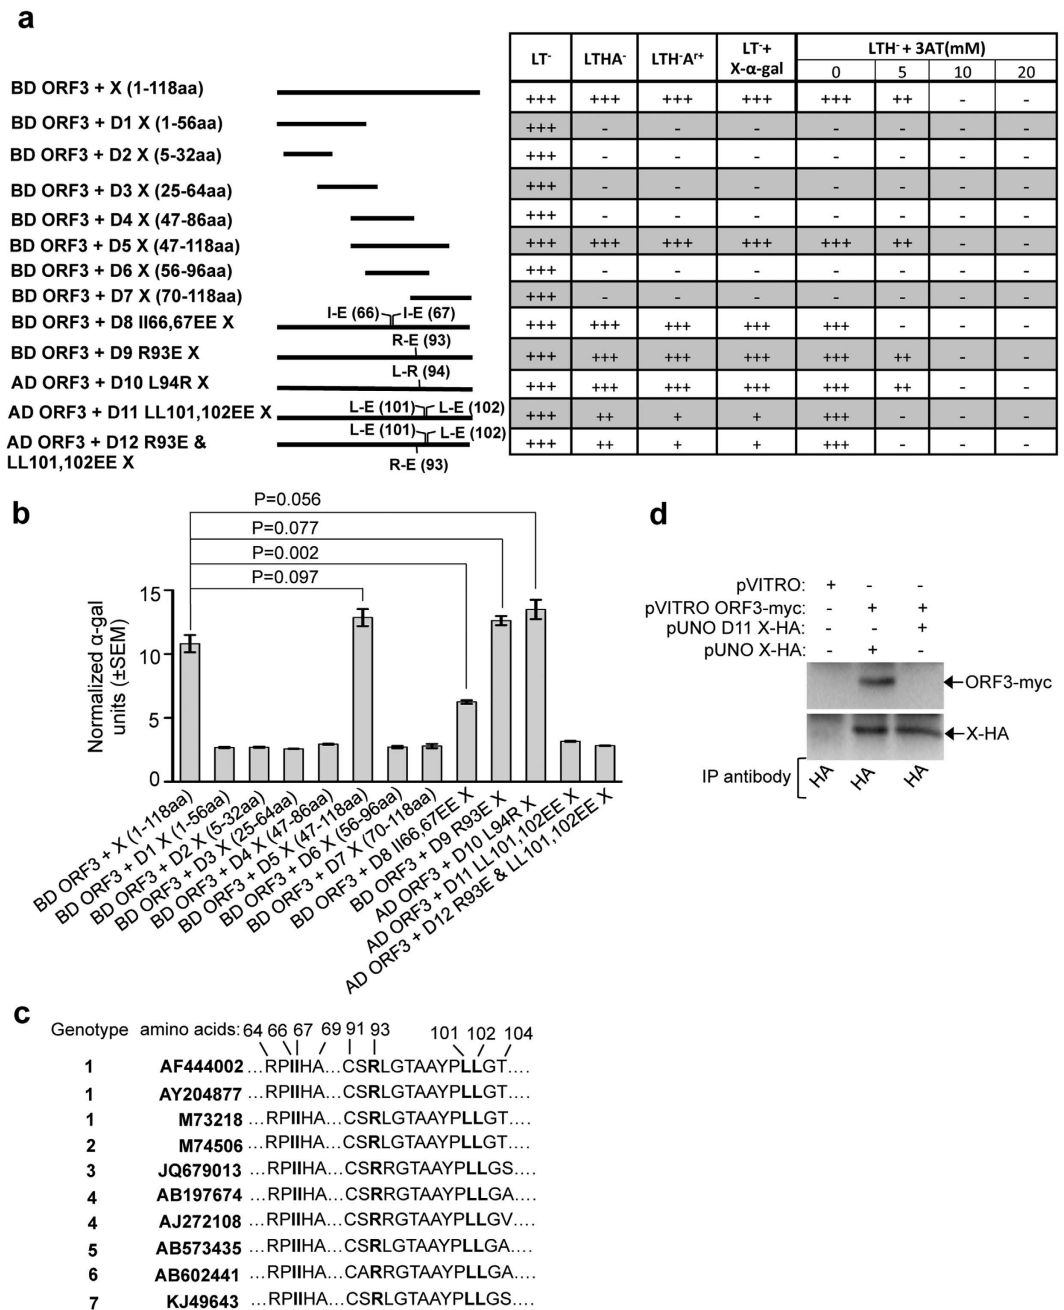 a
LT-
LTHA-
LTH-Ar+
LT-+ X-α-gal
LTH- + 3AT(mM)
0 5 10 20
BD ORF3 + X (1-118aa) +++ +++ +++ +++ +++ ++ - -
BD ORF3 + D1 X (1-56aa) +++ - - - - - - -
BD ORF3 + D2 X (5-32aa) +++ - - - - - - -
BD ORF3 + D3 X (25-64aa) +++ - - - - - - -
BD ORF3 + D4 X (47-86aa) +++ - - - - - - -
BD ORF3 + D5 X (47-118aa) +++ +++ +++ +++ +++ ++ - -
BD ORF3 + D6 X (56-96aa) +++ - - - - - - -
BD ORF3 + D7 X (70-118aa) +++ - - - - - - -
I-E (66) I-E (67)
BD ORF3 + D8 II66,67EE X +++ +++ +++ +++ +++ - - -
R-E (93)
BD ORF3 + D9 R93E X +++ +++ +++ +++ +++ ++ - -
L-R (94)
AD ORF3 + D10 L94R X +++ +++ +++ +++ +++ ++ - -
L-E (101) L-E (102)
AD ORF3 + D11 LL101,102EE X +++ ++ + + +++ - - -
L-E (101) L-E (102)
AD ORF3 + D12 R93E & LL101,102EE X +++ ++ + + +++ - - -
R-E (93)
b
P=0.056
P=0.077
P=0.002
P=0.097
Normalized α-gal
units (±SEM)
15
10
5
0
BD ORF3 + X (1-118aa)
BD ORF3 + D1 X (1-56aa)
BD ORF3 + D2 X (5-32aa)
BD ORF3 + D3 X (25-64aa)
BD ORF3 + D4 X (47-86aa)
BD ORF3 + D5 X (47-118aa)
BD ORF3 + D6 X (56-96aa)
BD ORF3 + D7 X (70-118aa)
BD ORF3 + D8 II66,67EE X
BD ORF3 + D9 R93E X
AD ORF3 + D10 L94R X
AD ORF3 + D11 LL101,102EE X
AD ORF3 + D12 R93E & LL101,102EE X
d
pVITRO: + - -
pVITRO ORF3-myc: - + +
pUNO D11 X-HA: - - +
pUNO X-HA: - + -
ORF3-myc
X-HA
IP antibody HA HA HA
c
Genotype amino acids: 64 66 67 69 91 93 101 102 104
1 AF444002 ...RPIIHA...CSRLGTAAYPLLGT....
1 AY204877 ...RPIIHA...CSRLGTAAYPLLGT....
1 M73218 ...RPIIHA...CSRLGTAAYPLLGT....
2 M74506 ...RPIIHA...CSRLGTAAYPLLGT....
3 JQ679013 ...RPIIHA...CSRRGTAAYPLLGS....
4 AB197674 ...RPIIHA...CSRRGTAAYPLLGA....
4 AJ272108 ...RPIIHA...CSRRGTAAYPLLGV....
5 AB573435 ...RPIIHA...CSRLGTAAYPLLGA....
6 AB602441 ...RPIIHA...CARRGTAAYPLLGA....
7 KJ49643 ...RPIIHA...CSRLGTAAYPLLGS....